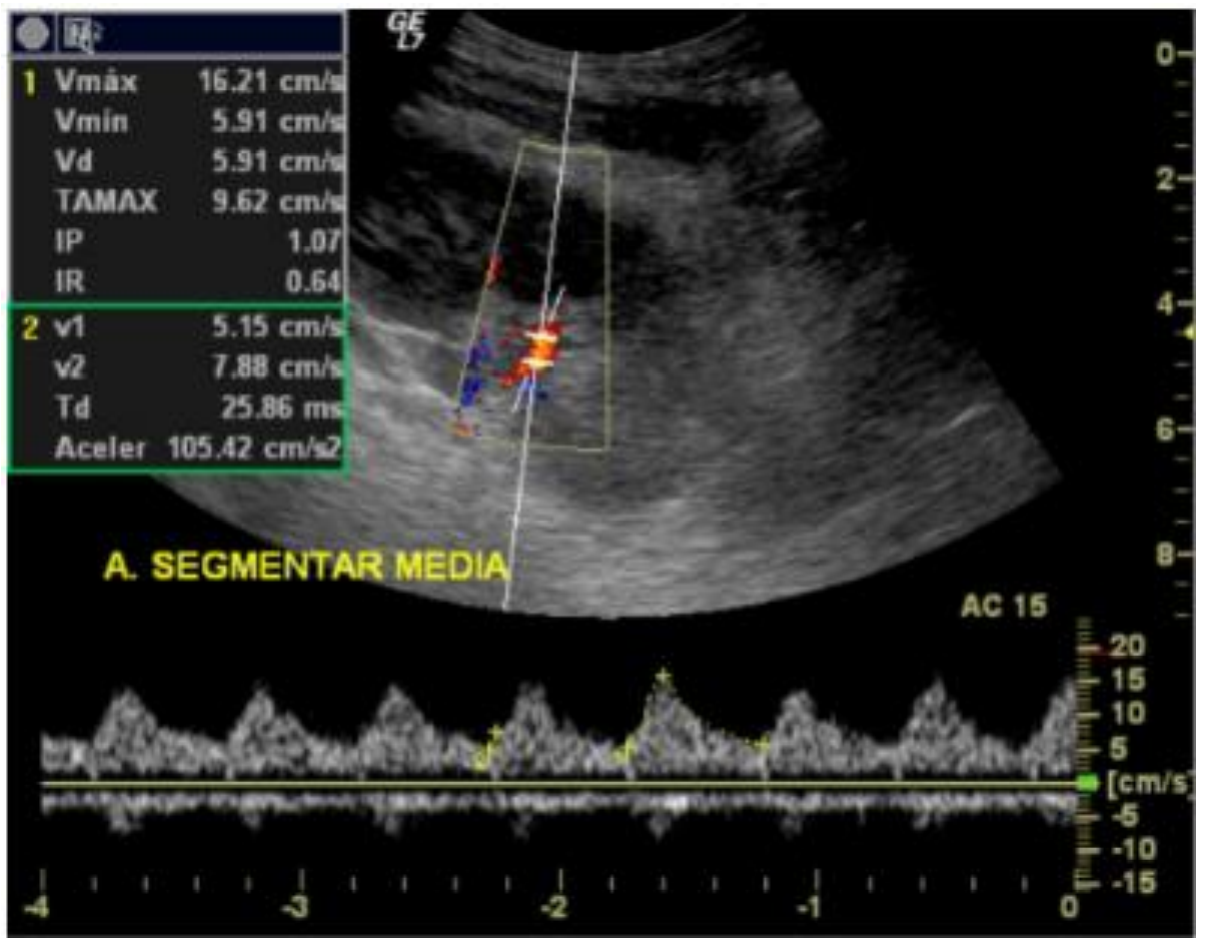 GE
L7
1 Vmáx 16.21 cm/s
Vmín 5.91 cm/s
Vd 5.91 cm/s
TAMAX 9.62 cm/s
IP 1.07
IR 0.64
2 v1 5.15 cm/s
v2 7.88 cm/s
Td 25.86 ms
Aceler 105.42 cm/s2
0
2
4
6
8
A. SEGMENTAR MEDIA
AC 15
20
15
10
5
[cm/s]
-5
-10
-15
-4 -3 -2 -1 0